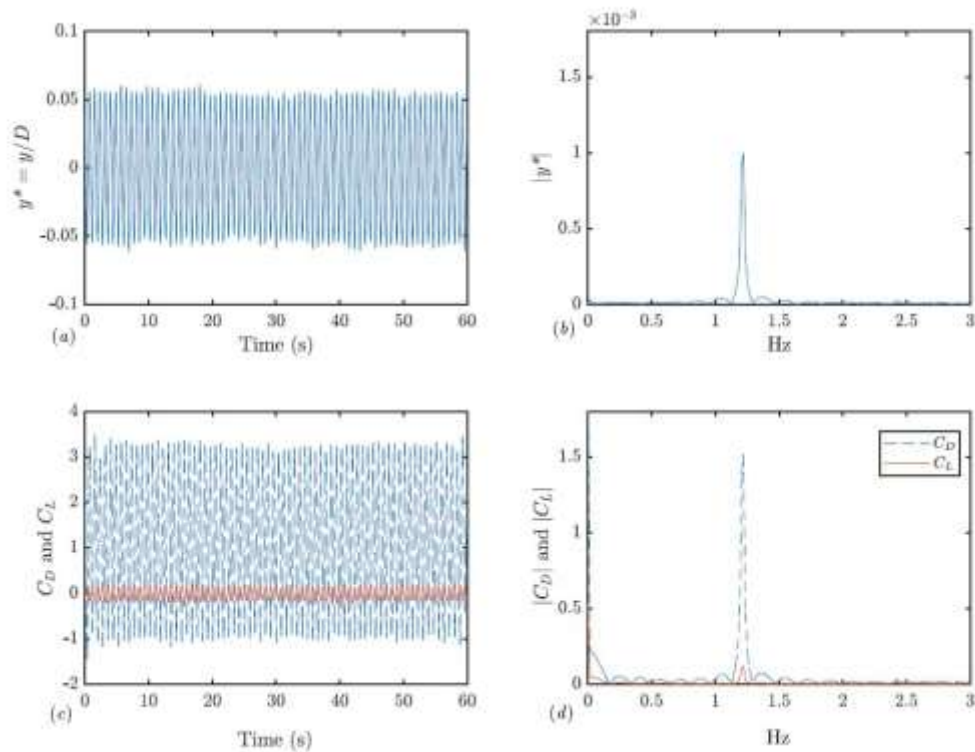 0.1
0.05
0
-0.05
-0.1
y* = y/D
0 10 20 30 40 50 60
(a)
Time (s)
×10⁻³
1.5
1
0.5
0
|y*|
0 0.5 1 1.5 2 2.5 3
(b)
Hz
4
3
2
1
0
-1
-2
C_D and C_L
0 10 20 30 40 50 60
(c)
Time (s)
1.5
1
0.5
0
|C_D| and |C_L|
C_D
C_L
0 0.5 1 1.5 2 2.5 3
(d)
Hz